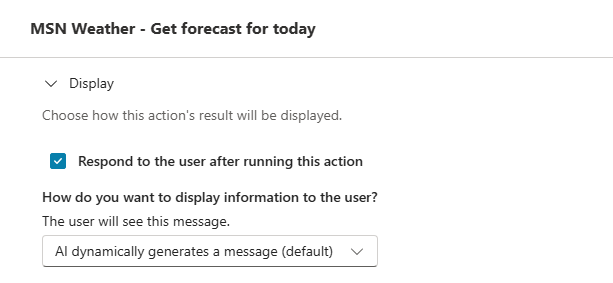 MSN Weather - Get forecast for today
Display
Choose how this action's result will be displayed.
Respond to the user after running this action
How do you want to display information to the user?
The user will see this message.
AI dynamically generates a message (default)